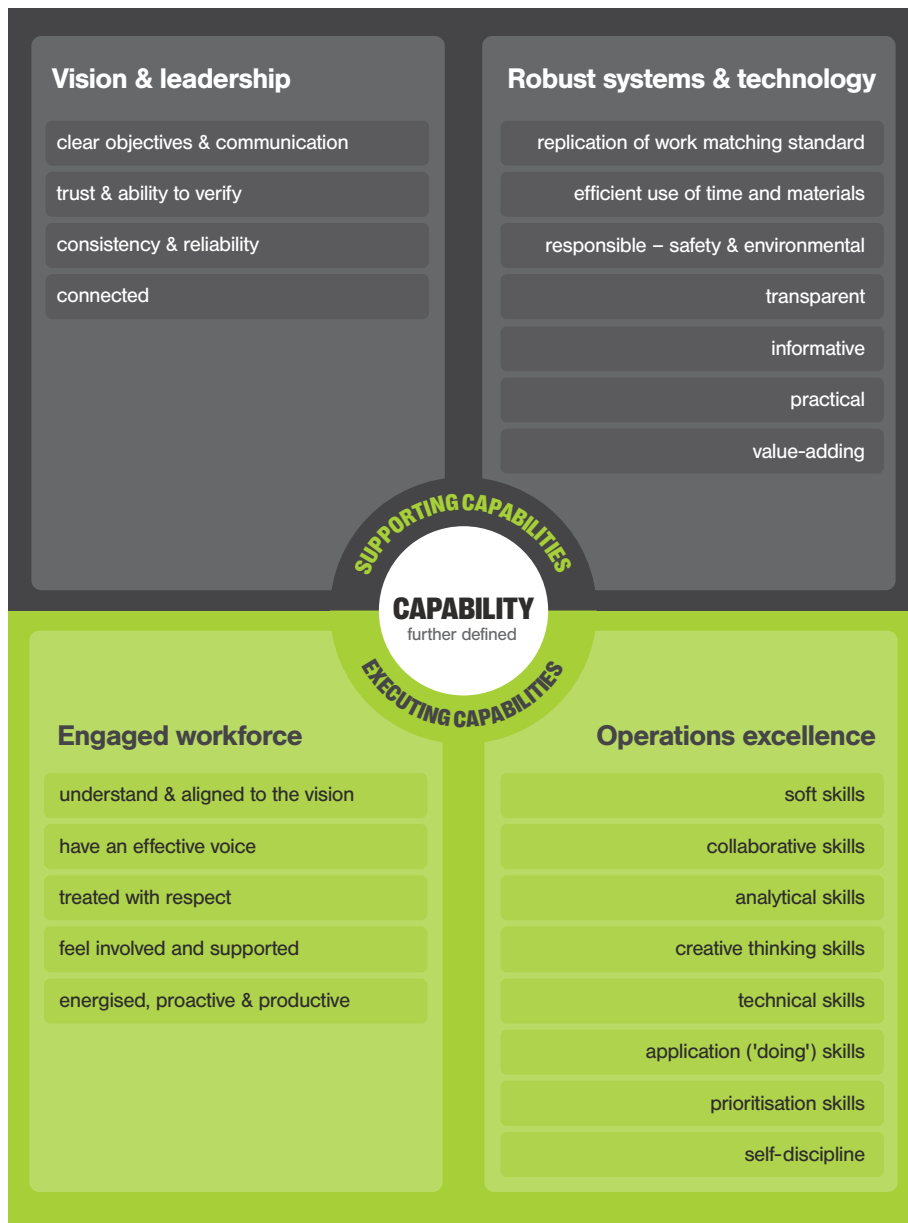 Vision & leadership
clear objectives & communication
trust & ability to verify
consistency & reliability
connected
Robust systems & technology
replication of work matching standard
efficient use of time and materials
responsible – safety & environmental
transparent
informative
practical
value-adding
SUPPORTING CAPABILITIES
CAPABILITY
further defined
EXECUTING CAPABILITIES
Engaged workforce
understand & aligned to the vision
have an effective voice
treated with respect
feel involved and supported
energised, proactive & productive
Operations excellence
soft skills
collaborative skills
analytical skills
creative thinking skills
technical skills
application ('doing') skills
prioritisation skills
self-discipline